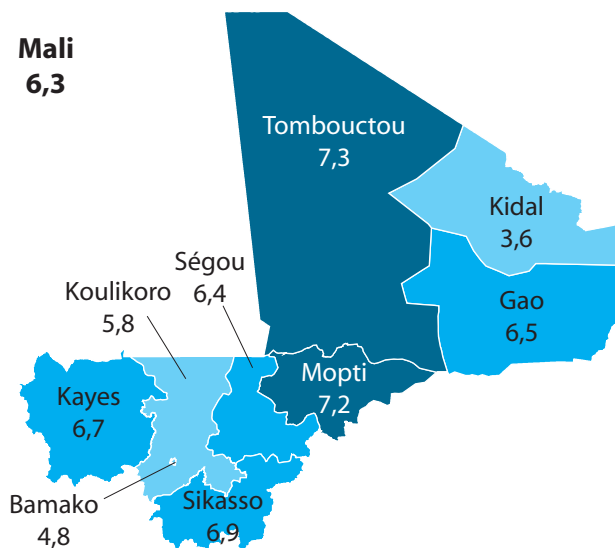 Mali
6,3
Tombouctou
7,3
Kidal
3,6
Ségou
6,4
Koulikoro
5,8
Gao
6,5
Mopti
7,2
Kayes
6,7
Bamako
4,8
Sikasso
6,9